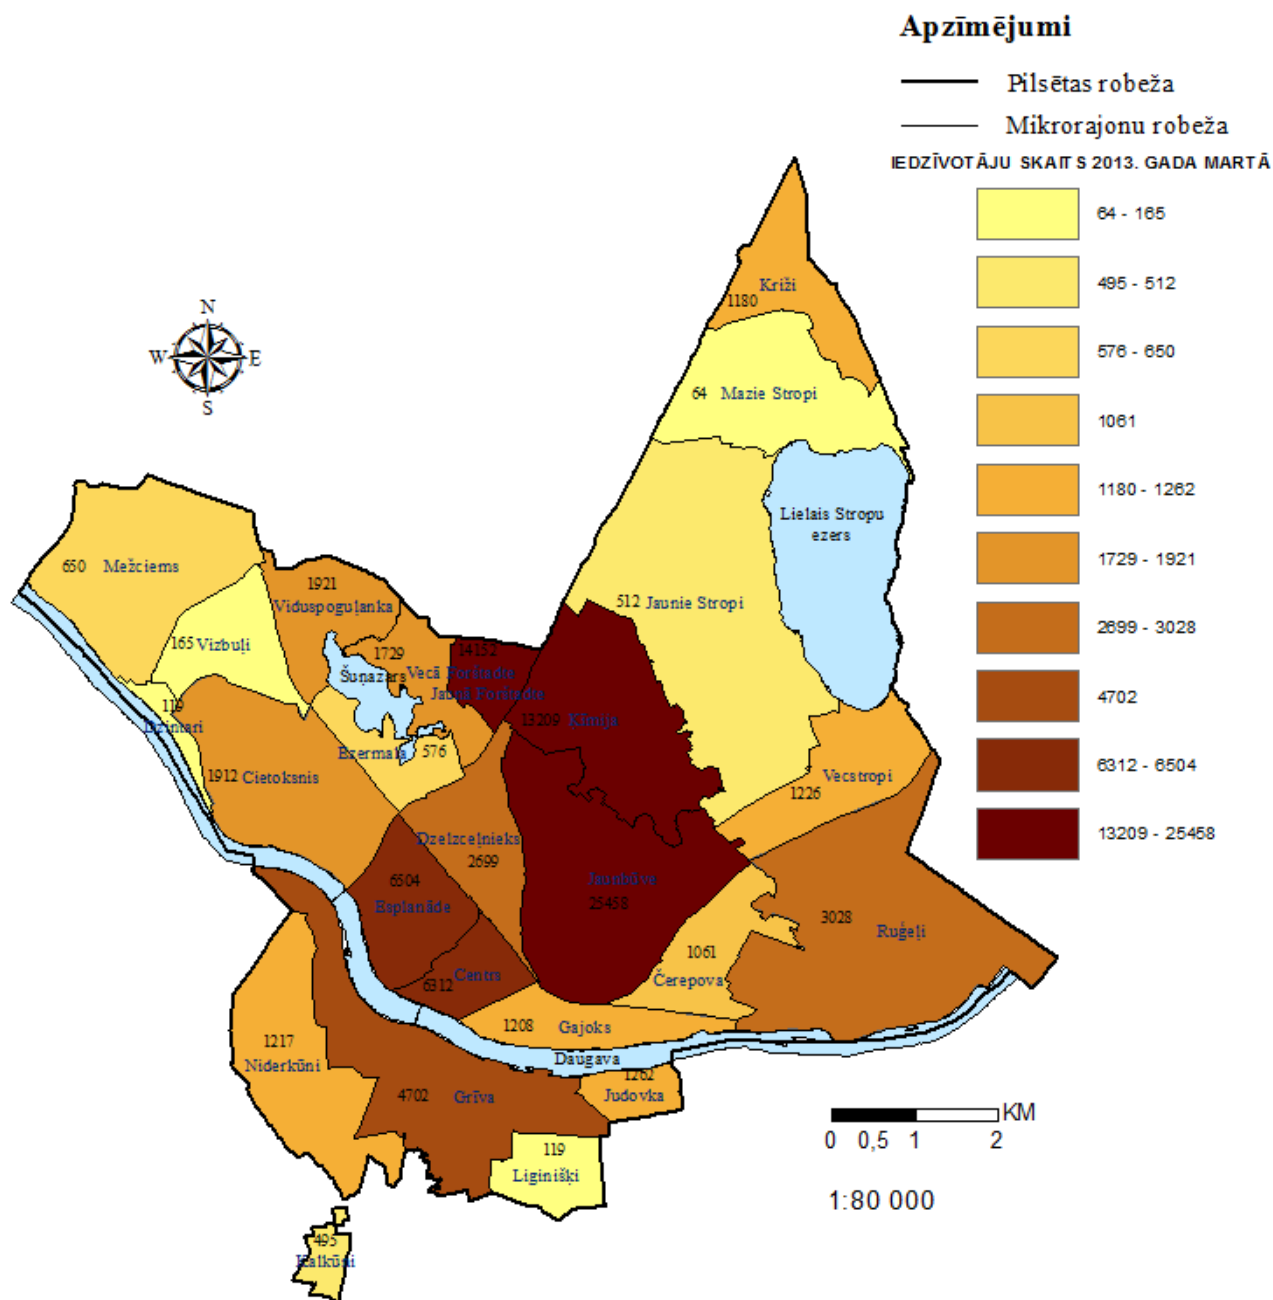 Apzīmējumi
Pilsētas robeža
Mikrorajonu robeža
IEDZĪVOTĀJU SKAITS 2013. GADA MARTĀ
64 - 165
495 - 512
576 - 650
1061
1180 - 1262
1729 - 1921
2699 - 3028
4702
6312 - 6504
13209 - 25458
N
W E
S
Križi
1180
64 Mazie Stropi
Lielais Stropu
ezers
650 Mežciems
1921
Viduspoguļanka
512 Jaunie Stropi
165 Vizbuļi
1729
14152
Šuņazars
Vecā Forštadte
Jaunā Forštadte
119
Dzintari
13209 Ķīmija
Ezermala 576
1912 Cietoksnis
Vecstropi
1226
Dzelzceļnieks
2699
6504
Esplanāde
Jaunbūve
25458
3028 Ruģeļi
1061
Čerepova
Centrs
6312
1208 Gajoks
Daugava
1217
Niderkūni
1262
Judovka
4702 Grīva
119
Liginišķi
495
Kalkūni
KM
0 0,5 1 2
1:80 000